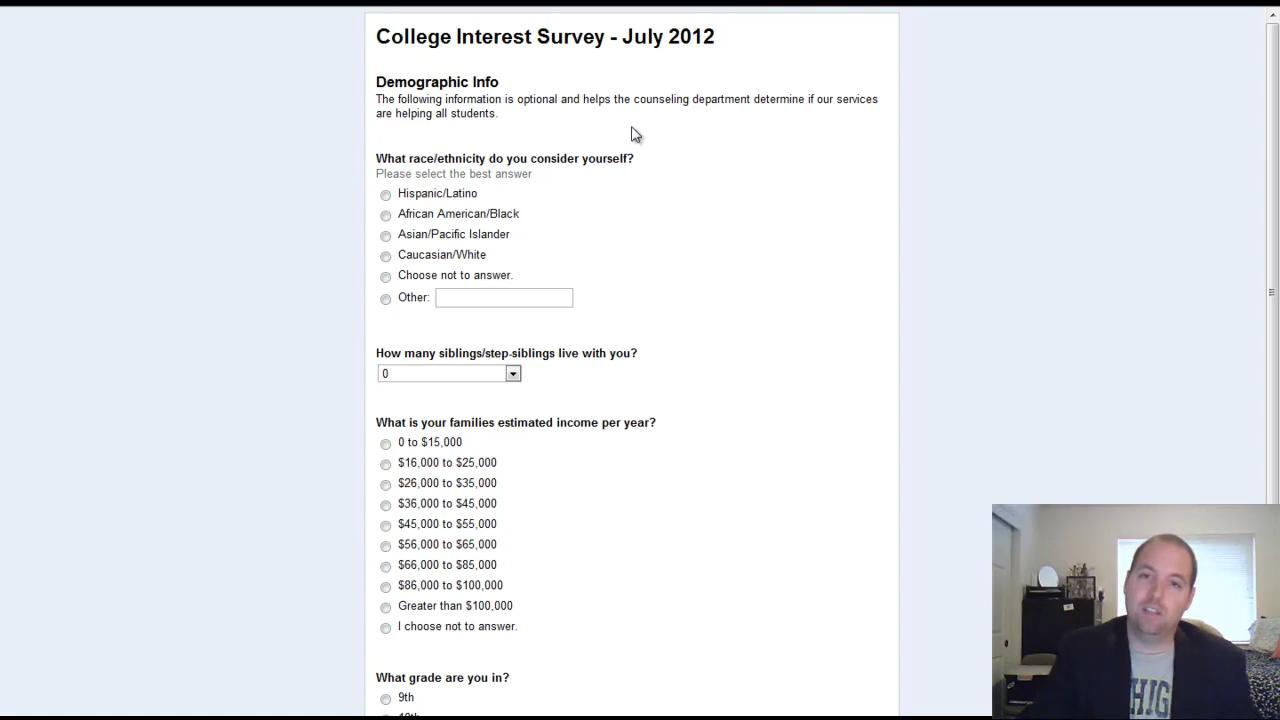 College Interest Survey - July 2012
Demographic Info
The following information is optional and helps the counseling department determine if our services
are helping all students.
What race/ethnicity do you consider yourself?
Please select the best answer
Hispanic/Latino
African American/Black
Asian/Pacific Islander
Caucasian/White
Choose not to answer.
Other:
How many siblings/step-siblings live with you?
0
What is your families estimated income per year?
0 to $15,000
$16,000 to $25,000
$26,000 to $35,000
$36,000 to $45,000
$45,000 to $55,000
$56,000 to $65,000
$66,000 to $85,000
$86,000 to $100,000
Greater than $100,000
I choose not to answer.
What grade are you in?
9th